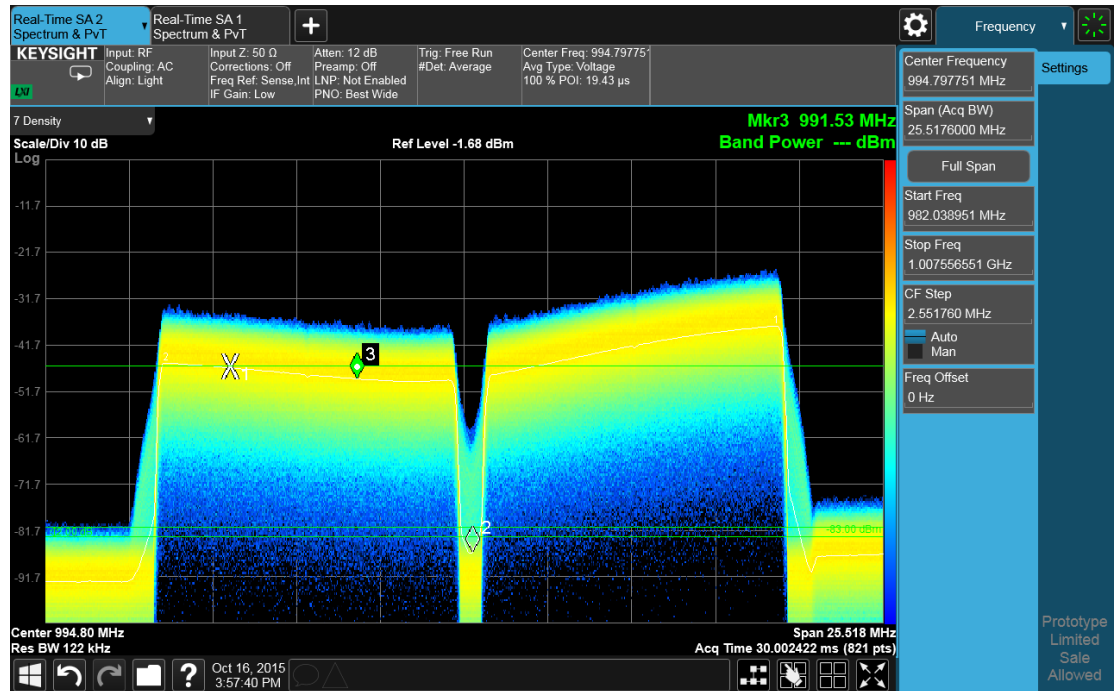 Real-Time SA 2
Spectrum & PvT
Real-Time SA 1
Spectrum & PvT
+
Frequency
KEYSIGHT
LNI
Input: RF
Coupling: AC
Align: Light
Input Z: 50 Ω
Corrections: Off
Freq Ref: Sense,Int
IF Gain: Low
Atten: 12 dB
Preamp: Off
LNP: Not Enabled
PNO: Best Wide
Trig: Free Run
#Det: Average
Center Freq: 994.79775
Avg Type: Voltage
100 % POI: 19.43 µs
7 Density
Mkr3 991.53 MHz
Scale/Div 10 dB
Ref Level -1.68 dBm
Band Power --- dBm
Log
-11.7
-21.7
-31.7
-41.7
-51.7
-61.7
-71.7
-81.7
-91.7
1
2
3
X
1
2
-83.00 dBm
Center 994.80 MHz
Res BW 122 kHz
Span 25.518 MHz
Acq Time 30.002422 ms (821 pts)
?
Oct 16, 2015
3:57:40 PM
Center Frequency
994.797751 MHz
Span (Acq BW)
25.5176000 MHz
Full Span
Start Freq
982.038951 MHz
Stop Freq
1.007556551 GHz
CF Step
2.551760 MHz
Auto
Man
Freq Offset
0 Hz
Settings
Prototype
Limited
Sale
Allowed